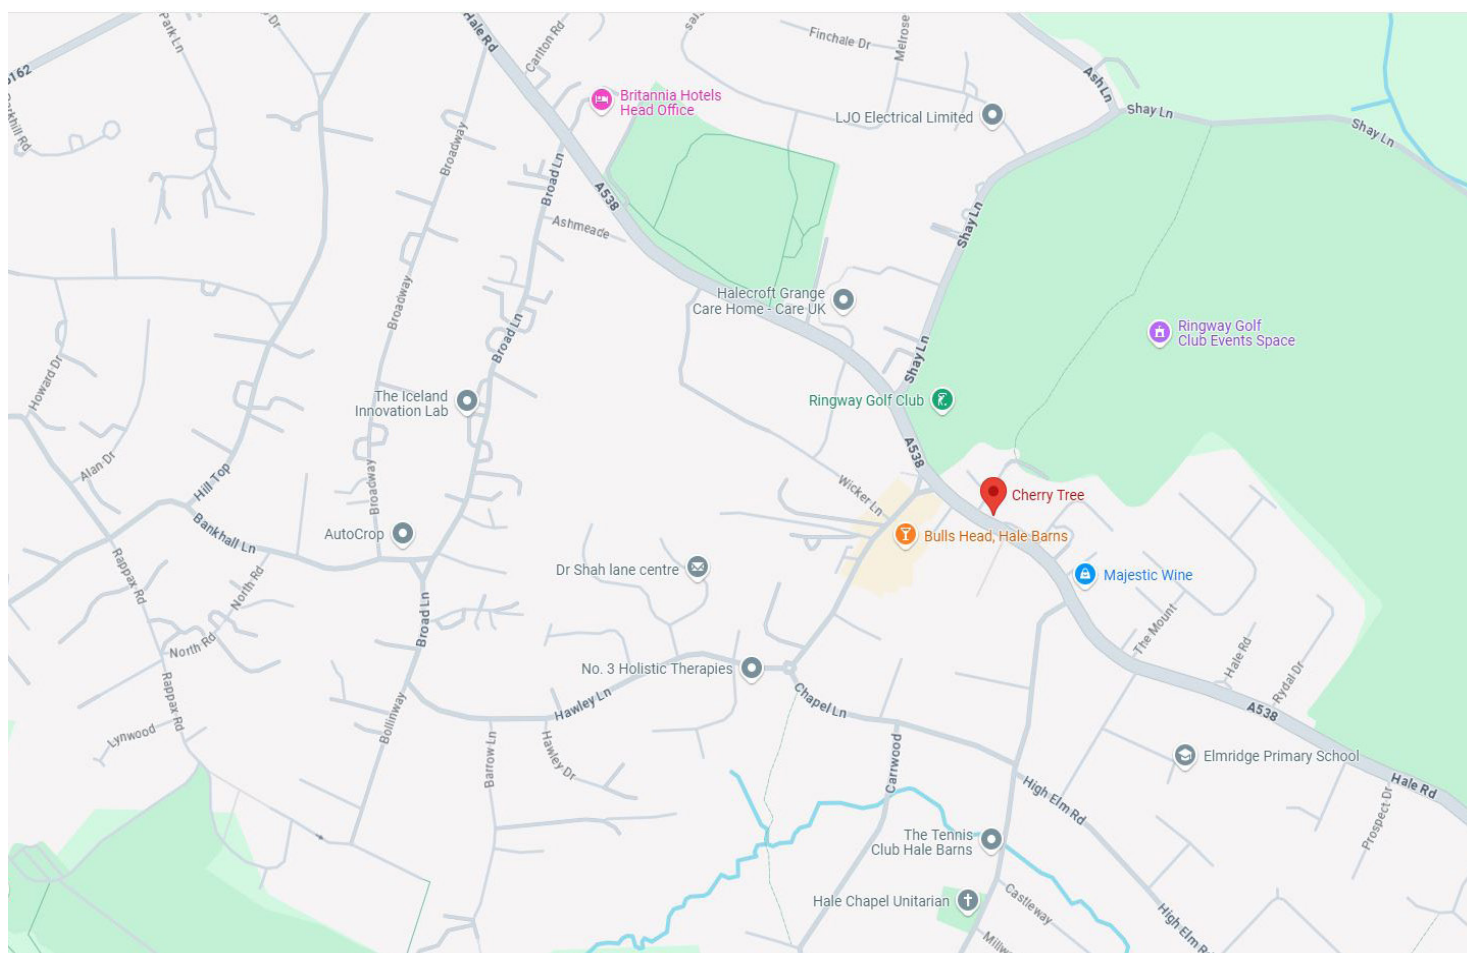 Hale Rd
Park Ln
Carlton Rd
Finchale Dr
Melrose
Ash Ln
Britannia Hotels
Head Office
LJO Electrical Limited
Shay Ln
Shay Ln
Broadway
Broad Ln
A538
Ashmeade
Shay Ln
Halecroft Grange
Care Home - Care UK
Broadway
Broad Ln
Ringway Golf
Club Events Space
Shay Ln
Howard Dr
The Iceland
Innovation Lab
Ringway Golf Club
A538
Alan Dr
Hill Top
Broadway
Wicker Ln
Cherry Tree
Bankhall Ln
AutoCrop
Bulls Head, Hale Barns
Dr Shah lane centre
Majestic Wine
Rappax Rd
North Rd
Broad Ln
The Mount
North Rd
No. 3 Holistic Therapies
Hale Rd
Rydal Dr
Rappax Rd
Bollinway
Hawley Ln
Chapel Ln
A538
Lynwood
Barrow Ln
Hawley Dr
Carrwood
Elmridge Primary School
Hale Rd
High Elm Rd
Prospect Dr
The Tennis
Club Hale Barns
Hale Chapel Unitarian
Castleway
High Elm Rd